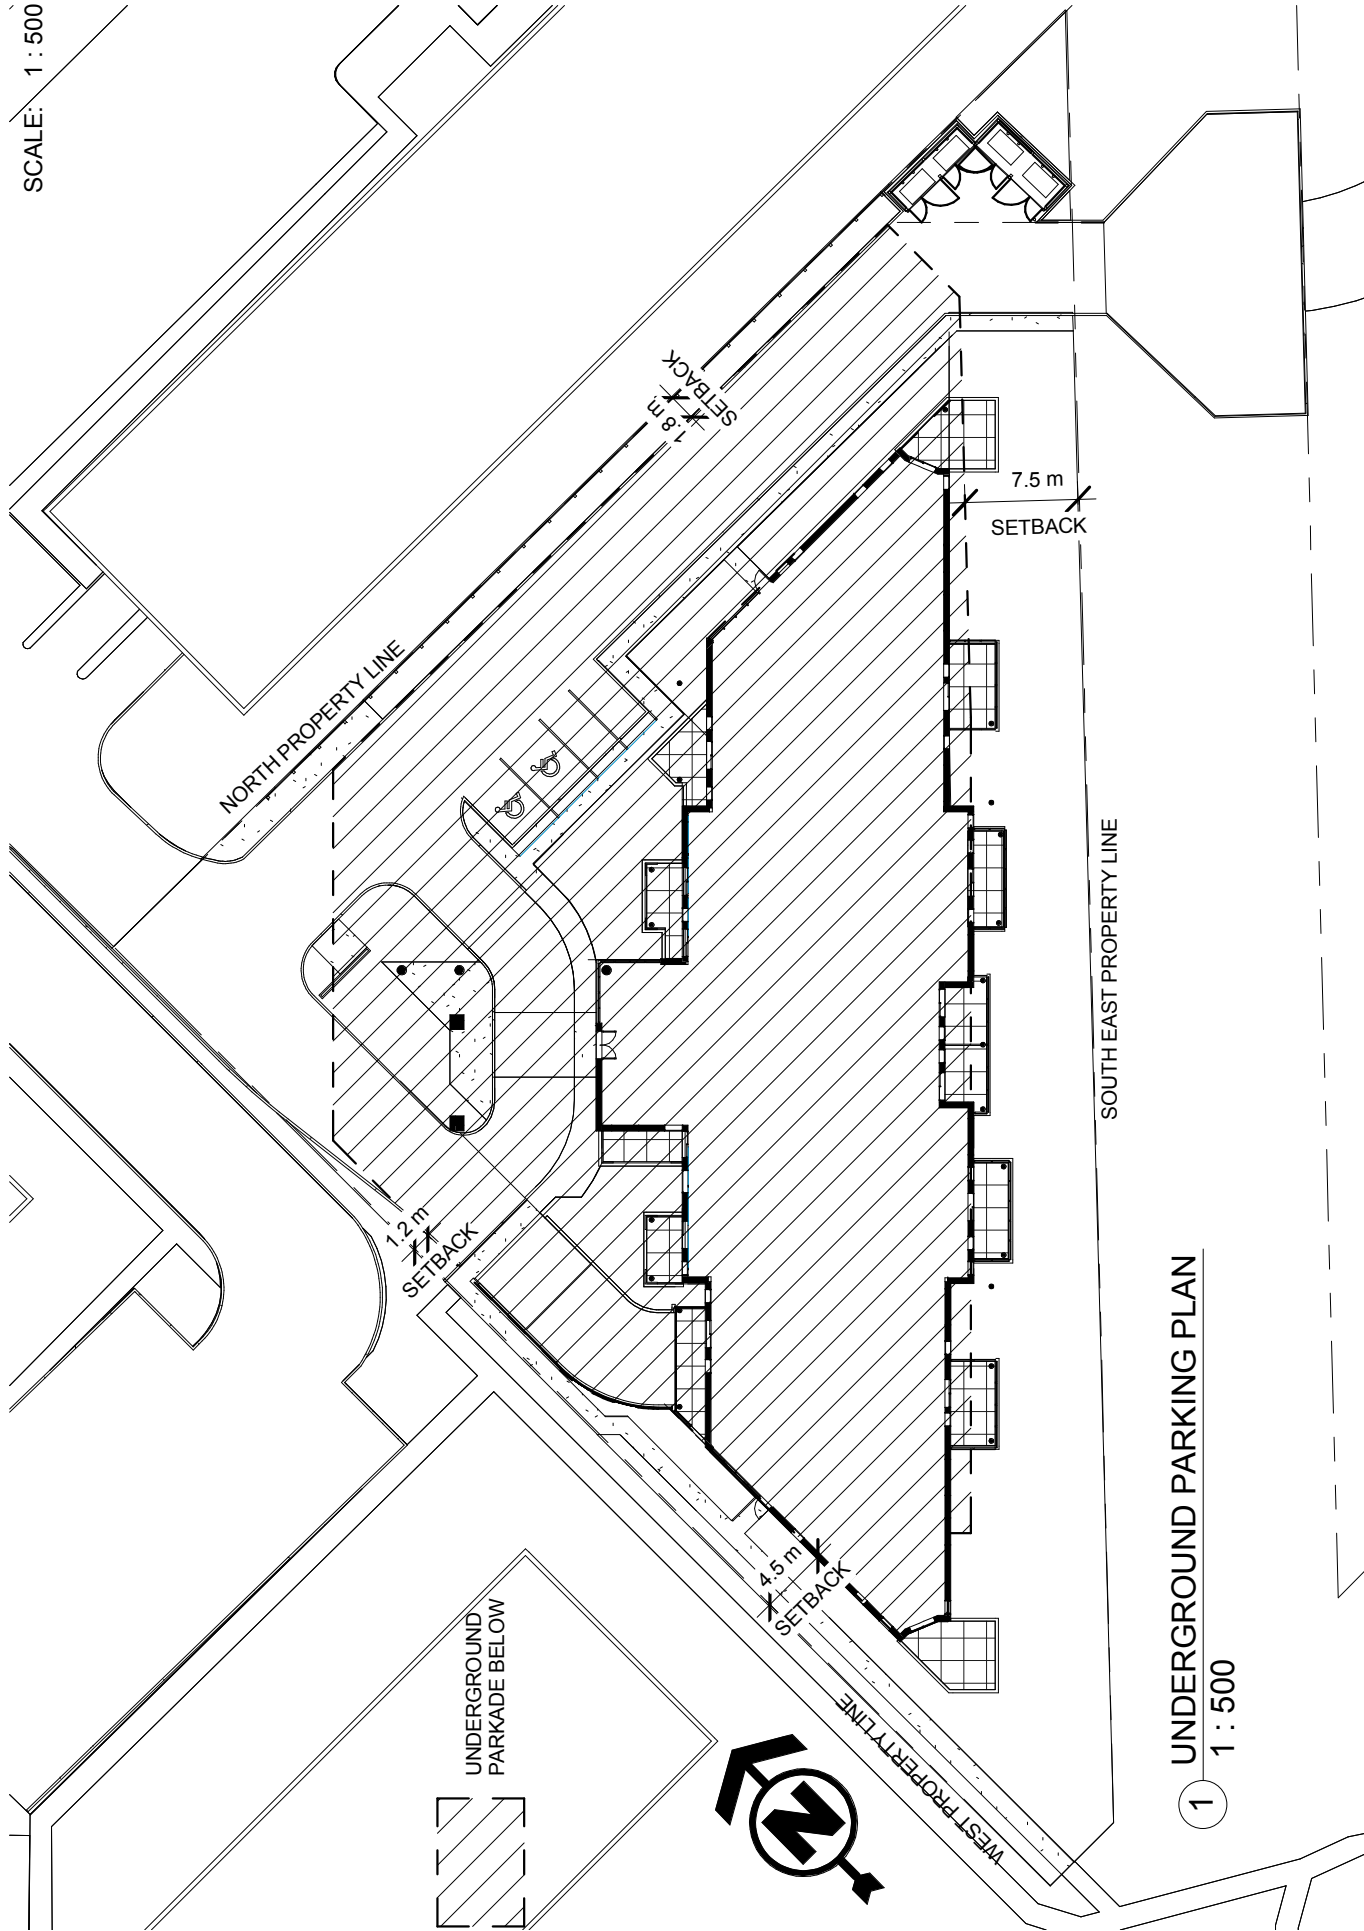 SCALE: 1 : 500
NORTH PROPERTY LINE
1.8 m
SETBACK
7.5 m
SETBACK
SOUTH EAST PROPERTY LINE
1.2 m
SETBACK
4.5 m
SETBACK
WEST PROPERTY LINE
UNDERGROUND
PARKADE BELOW
N
1
UNDERGROUND PARKING PLAN
1 : 500